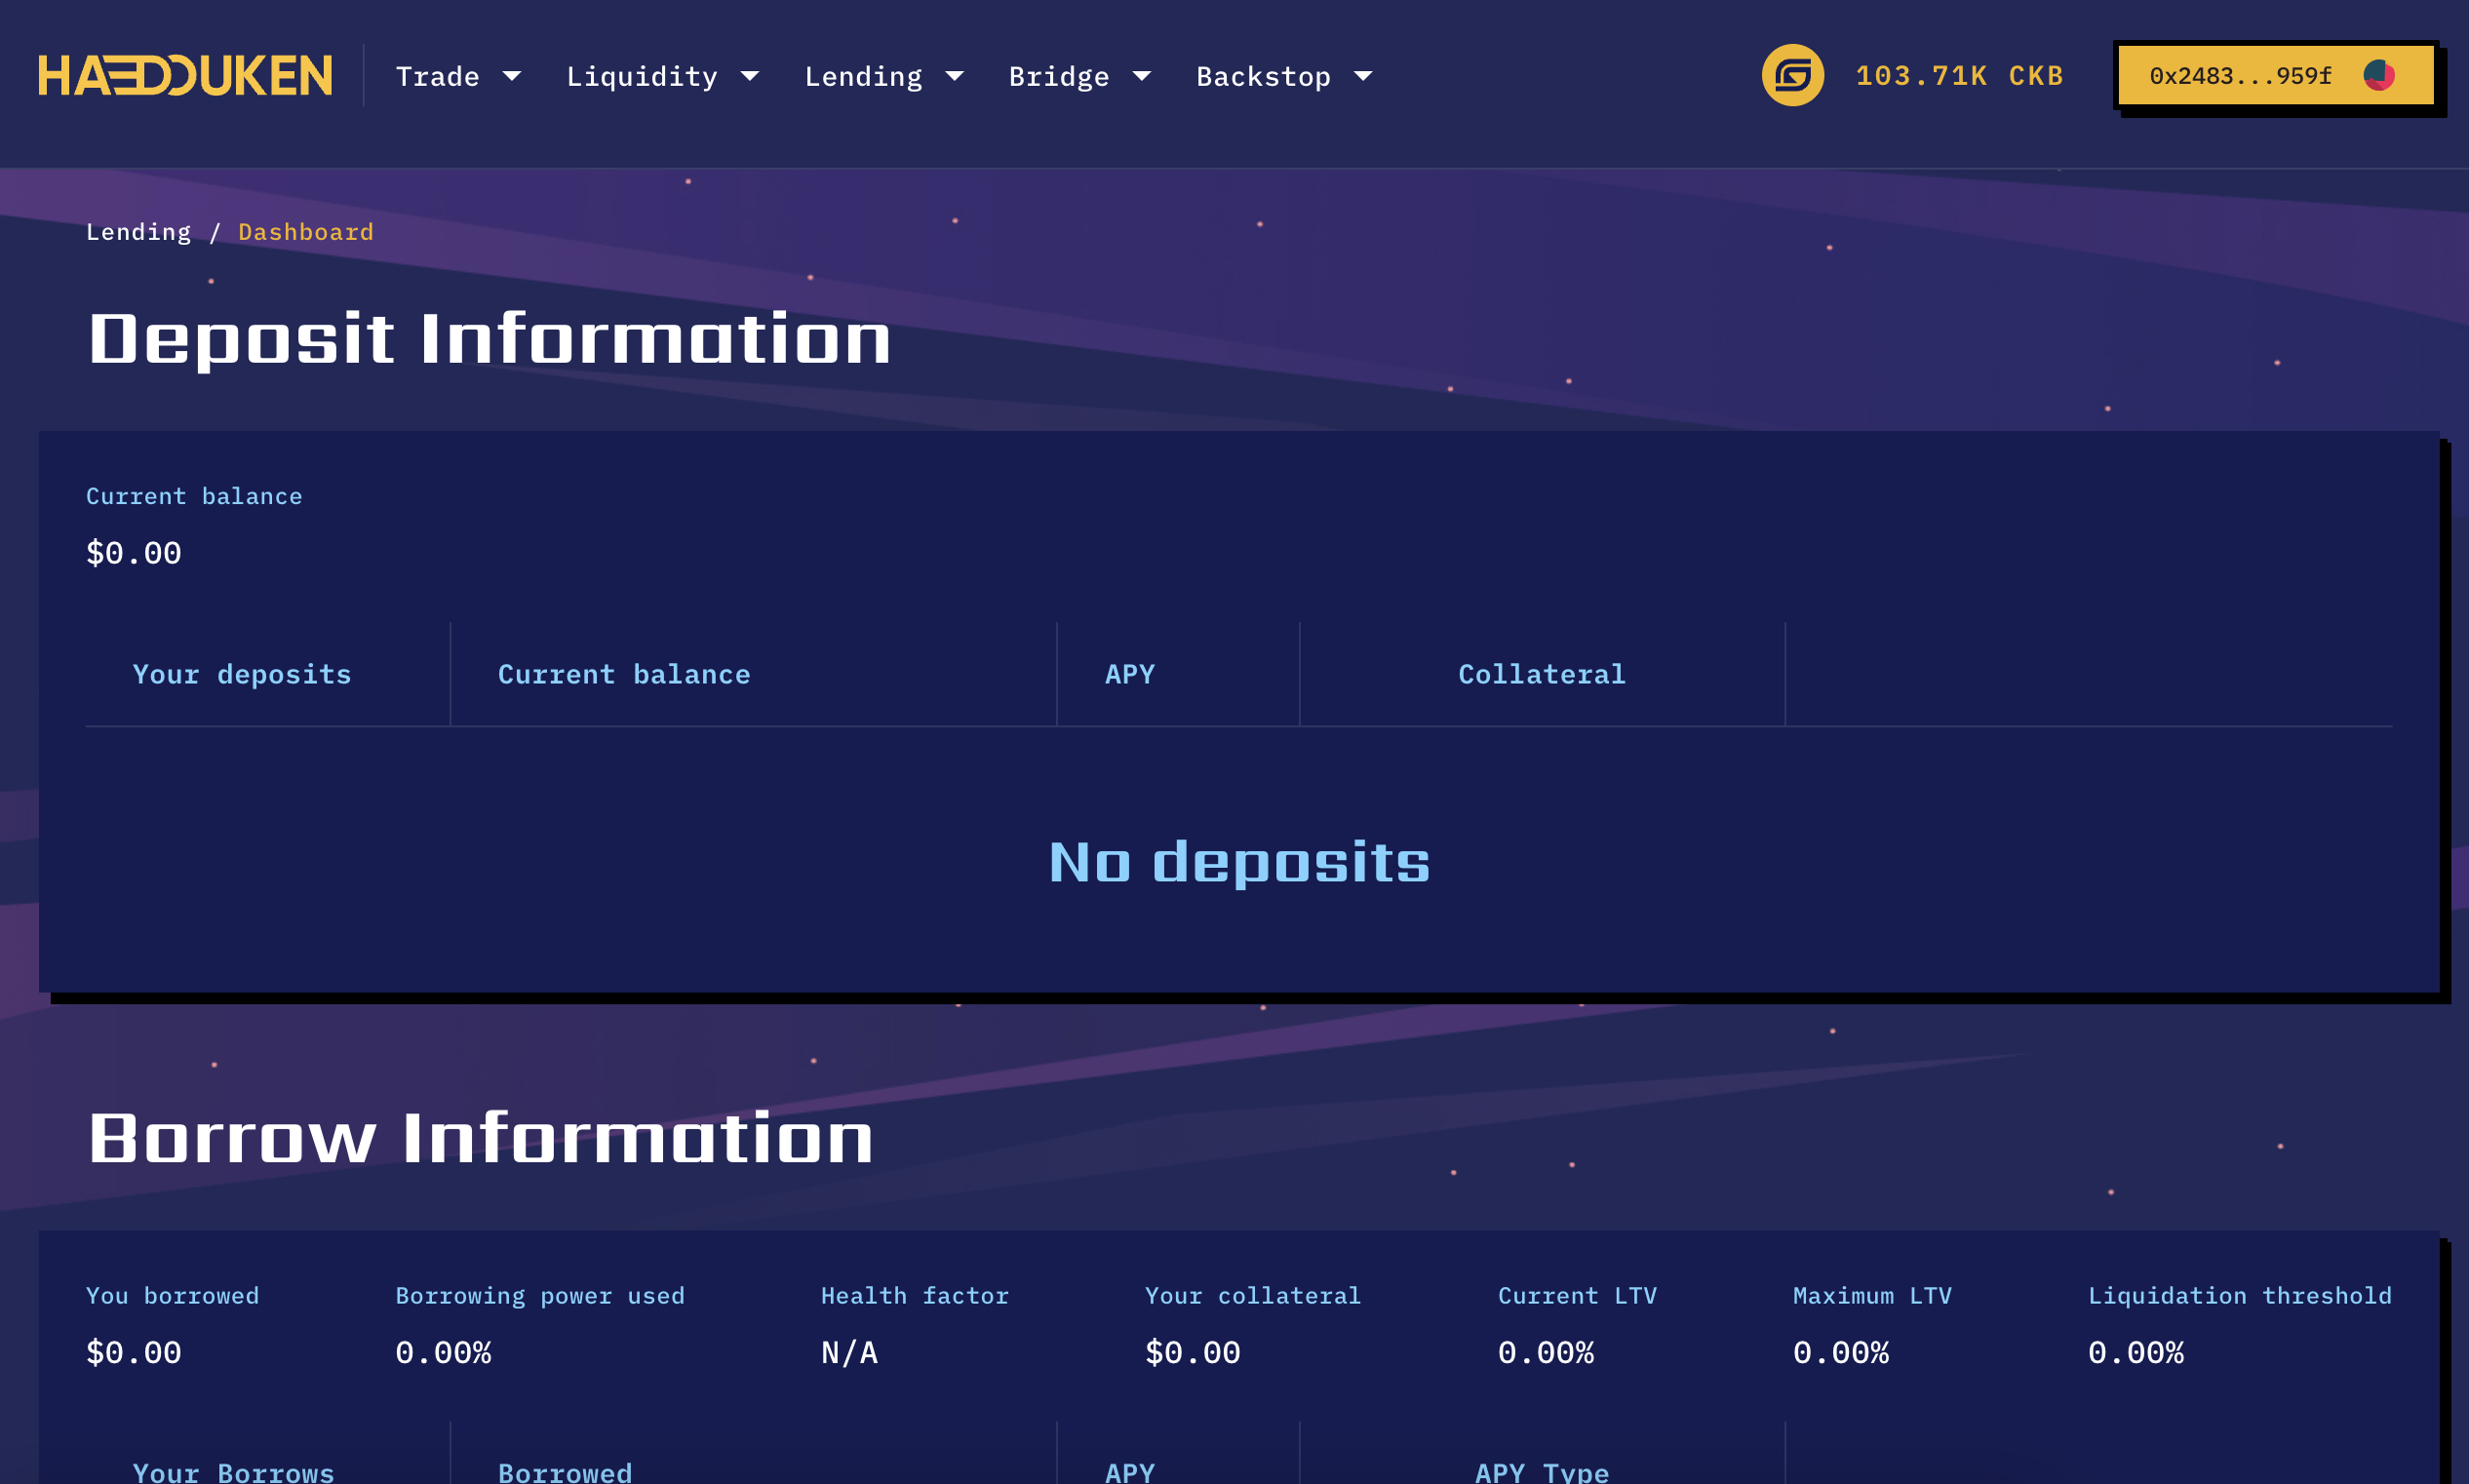 HADOUKEN Trade Liquidity Lending Bridge Backstop 103.71K CKB 0x2483...959f
Lending / Dashboard
Deposit Information
Current balance
$0.00
Your deposits Current balance APY Collateral
No deposits
Borrow Information
You borrowed Borrowing power used Health factor Your collateral Current LTV Maximum LTV Liquidation threshold
$0.00 0.00% N/A $0.00 0.00% 0.00% 0.00%
Your Borrows Borrowed APY APY Type